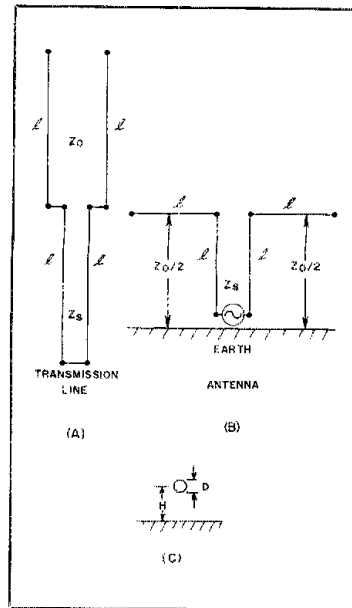 ℓ
Z₀
ℓ
ℓ
ℓ
ℓ
ℓ
Zₛ
ℓ
ℓ
Z₀/2
Zₛ
Z₀/2
TRANSMISSION
LINE
EARTH
ANTENNA
(A)
(B)
H
D
(C)